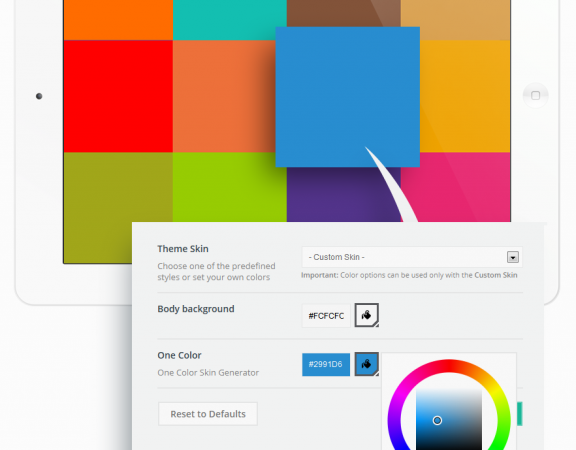 Theme Skin
- Custom Skin -
Choose one of the predefined
styles or set your own colors
Important: Color options can be used only with the Custom Skin
Body background
#FCFCFC
One Color
#2991D6
One Color Skin Generator
Reset to Defaults